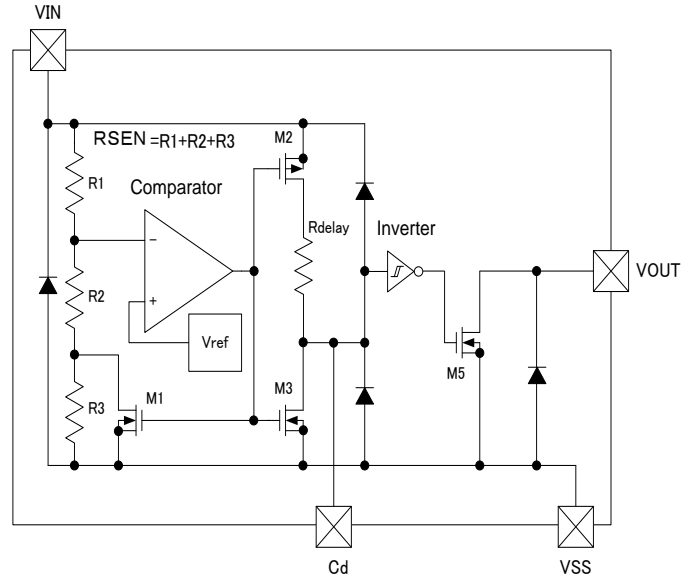 VIN
RSEN =R1+R2+R3
M2
R1
Comparator
Rdelay
Inverter
−
+
R2
Vref
VOUT
M5
R3
M1
M3
Cd
VSS